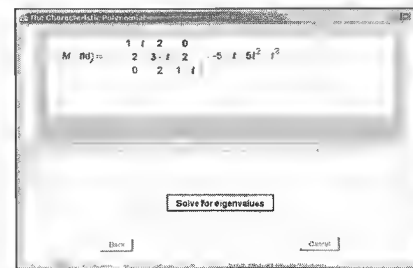 The Characteristic Polynomial
1 t 2 0
2 3 - t 2 -5 t 5t² t³
0 2 1 t
Solve for eigenvalues
Back
Cancel